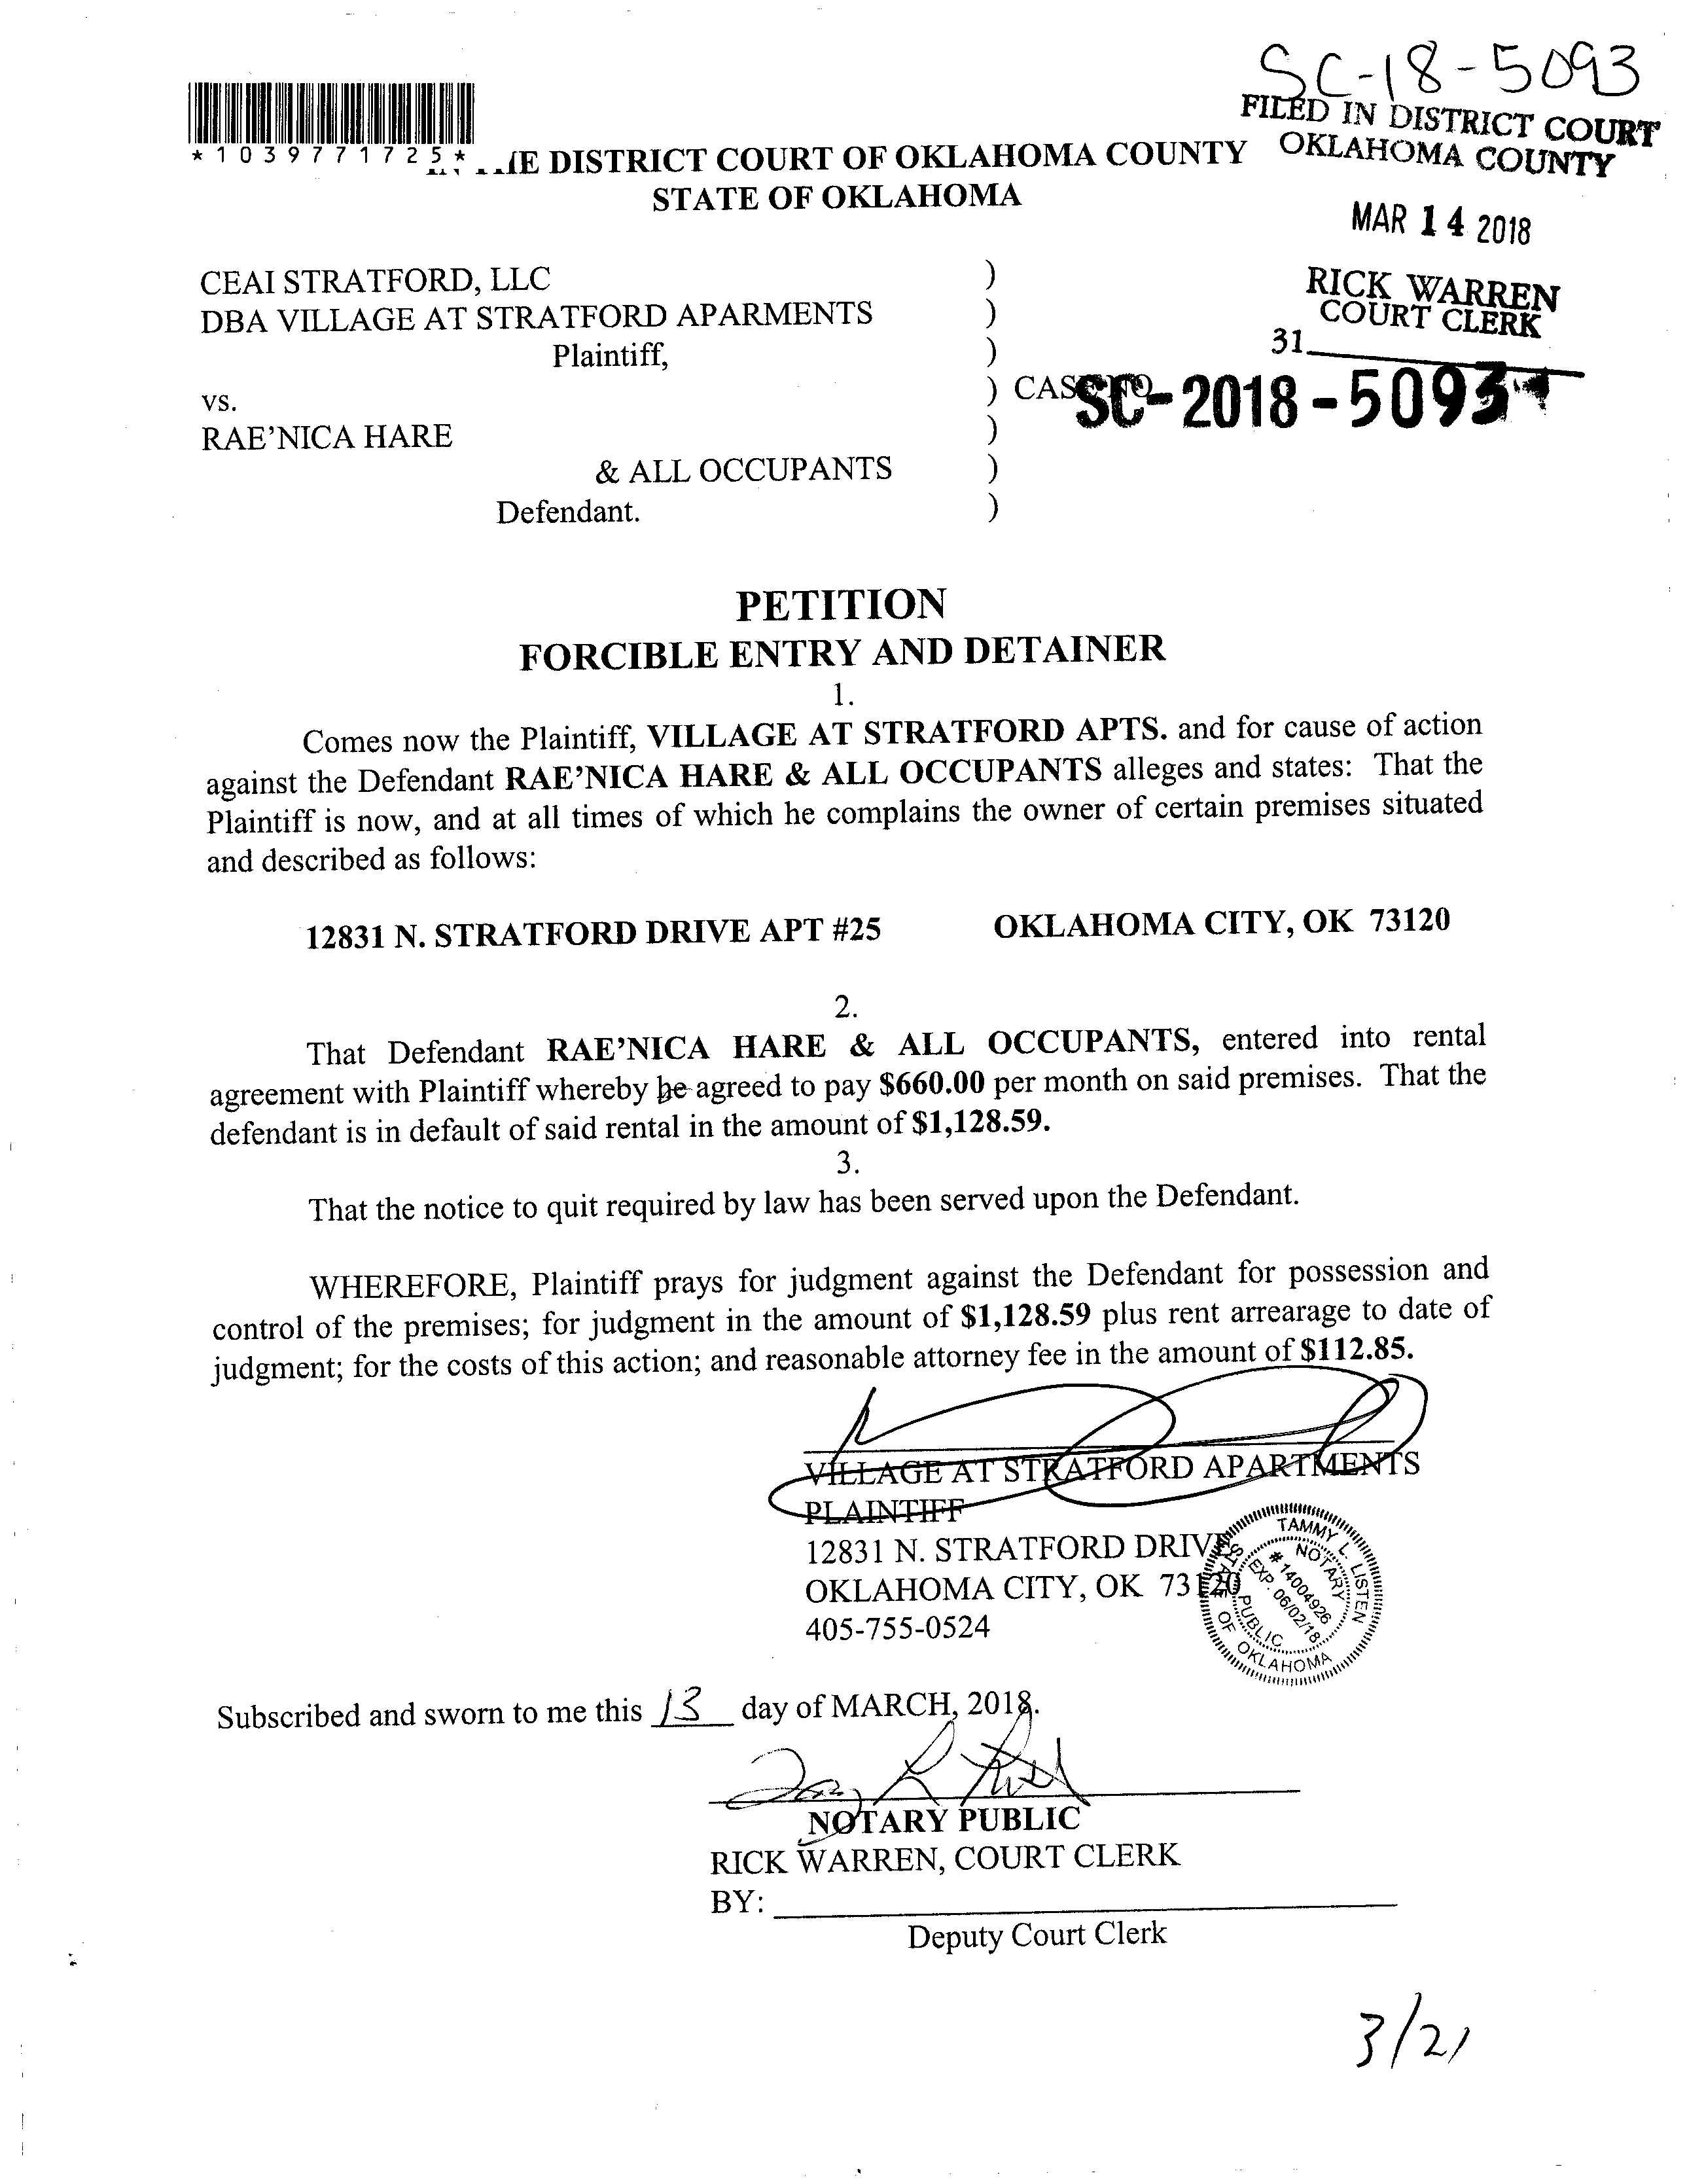 SC-18-5093
FILED IN DISTRICT COURT
OKLAHOMA COUNTY
*1039771725*
DISTRICT COURT OF OKLAHOMA COUNTY
STATE OF OKLAHOMA
MAR 14 2018
RICK WARREN
COURT CLERK
31
CEAI STRATFORD, LLC )
DBA VILLAGE AT STRATFORD APARMENTS )
Plaintiff, )
) CASE NO
SC-2018-5093
vs.
RAE'NICA HARE )
& ALL OCCUPANTS )
Defendant. )
PETITION
FORCIBLE ENTRY AND DETAINER
1.
Comes now the Plaintiff, VILLAGE AT STRATFORD APTS. and for cause of action
against the Defendant RAE'NICA HARE & ALL OCCUPANTS alleges and states: That the
Plaintiff is now, and at all times of which he complains the owner of certain premises situated
and described as follows:
12831 N. STRATFORD DRIVE APT #25 OKLAHOMA CITY, OK 73120
2.
That Defendant RAE'NICA HARE & ALL OCCUPANTS, entered into rental
agreement with Plaintiff whereby he agreed to pay $660.00 per month on said premises. That the
defendant is in default of said rental in the amount of $1,128.59.
3.
That the notice to quit required by law has been served upon the Defendant.
WHEREFORE, Plaintiff prays for judgment against the Defendant for possession and
control of the premises; for judgment in the amount of $1,128.59 plus rent arrearage to date of
judgment; for the costs of this action; and reasonable attorney fee in the amount of $112.85.
VILLAGE AT STRATFORD APARTMENTS
PLAINTIFF
12831 N. STRATFORD DRIVE
OKLAHOMA CITY, OK 73120
405-755-0524
TAMMY L. LISTEN
NOTARY
# 14004926
EXP. 06/02/18
PUBLIC
STATE OF OKLAHOMA
Subscribed and sworn to me this 13 day of MARCH, 2018.
NOTARY PUBLIC
RICK WARREN, COURT CLERK
BY:
Deputy Court Clerk
3/21